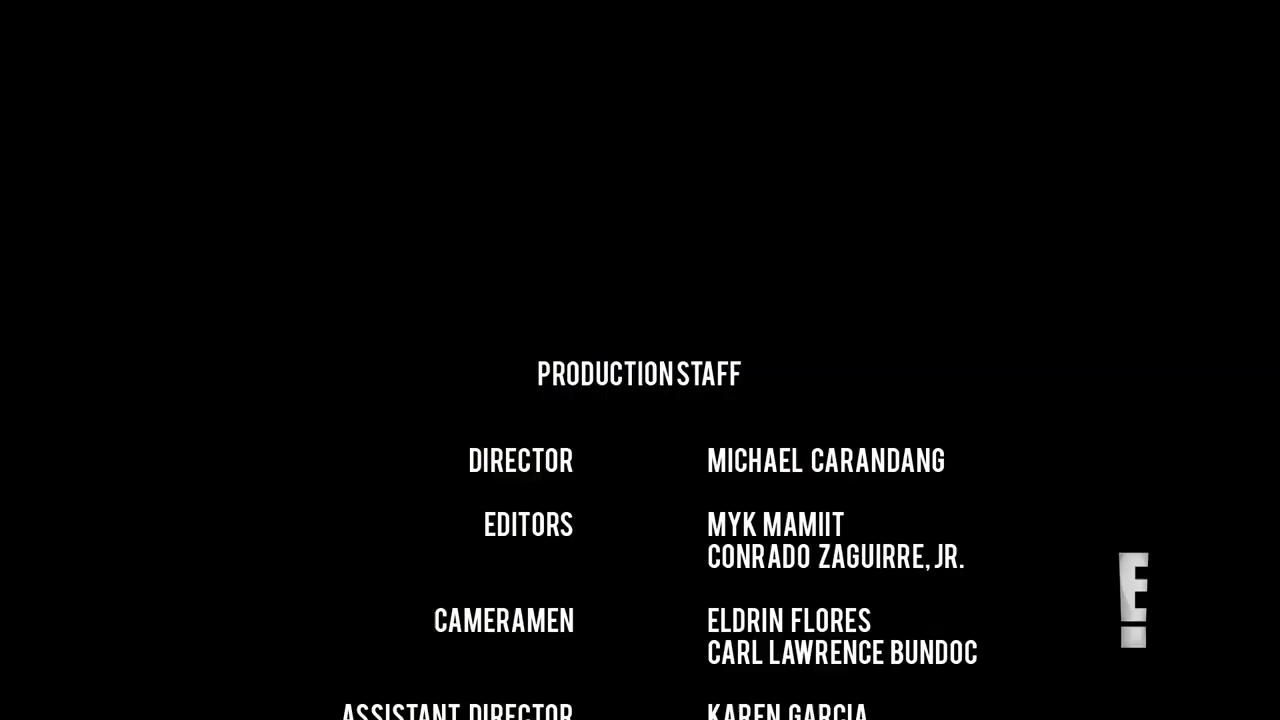 PRODUCTION STAFF
DIRECTOR MICHAEL CARANDANG
EDITORS MYK MAMIIT
CONRADO ZAGUIRRE, JR.
CAMERAMEN ELDRIN FLORES
CARL LAWRENCE BUNDOC
E!
ASSISTANT DIRECTOR KAREN GARCIA